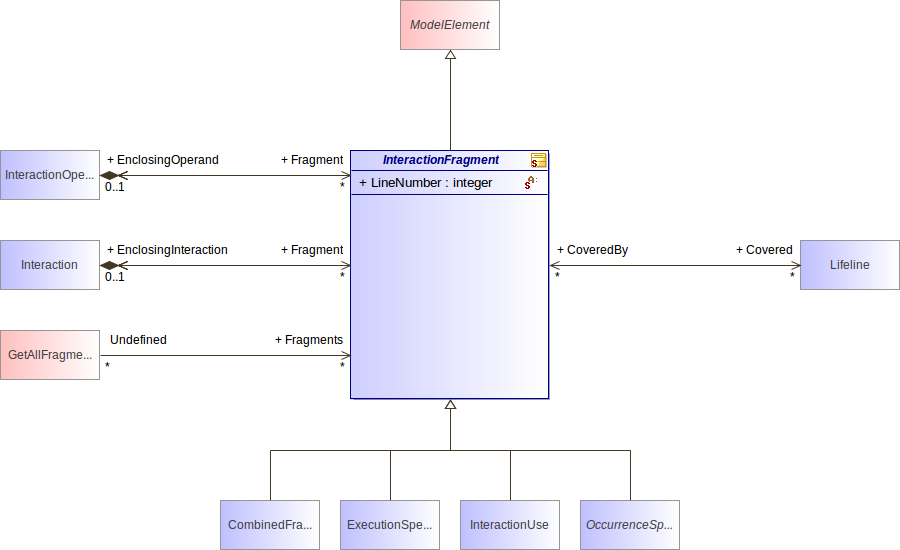 ModelElement
InteractionOpe...
+ EnclosingOperand
+ Fragment
0..1
*
InteractionFragment
+ LineNumber : integer
Interaction
+ EnclosingInteraction
+ Fragment
0..1
*
+ CoveredBy
+ Covered
*
*
Lifeline
GetAllFragme...
Undefined
+ Fragments
*
*
CombinedFra...
ExecutionSpe...
InteractionUse
OccurrenceSp...